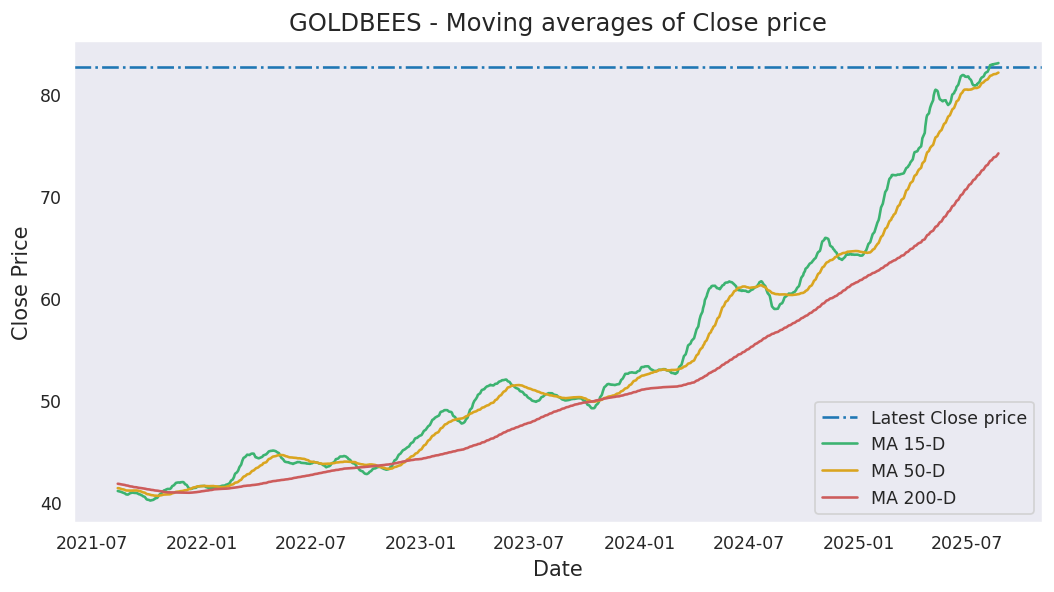 GOLDBEES - Moving averages of Close price
Close Price
80
70
60
50
40
Latest Close price
MA 15-D
MA 50-D
MA 200-D
2021-07 2022-01 2022-07 2023-01 2023-07 2024-01 2024-07 2025-01 2025-07
Date